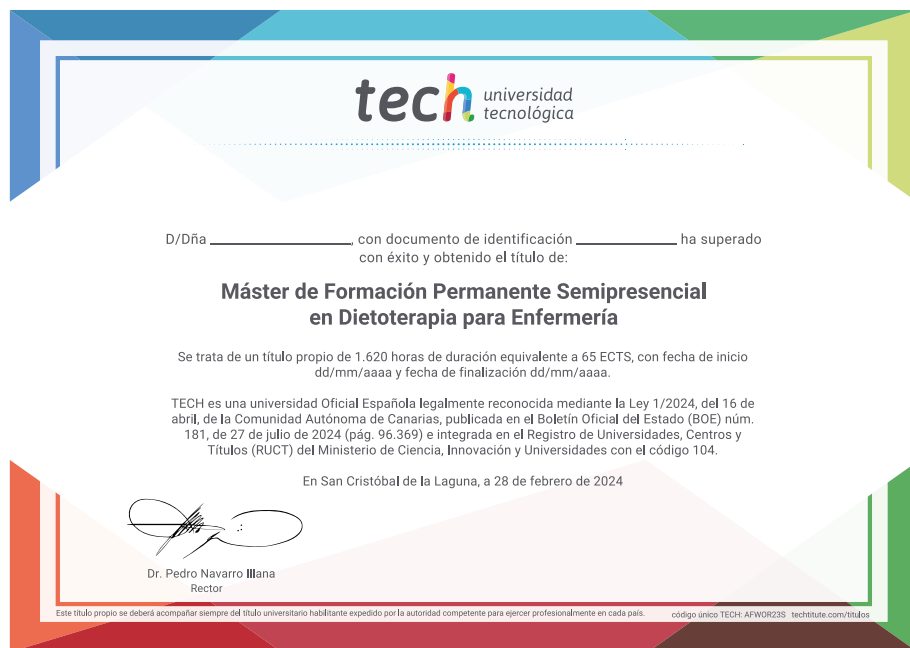 tech universidad
tecnológica
D/Dña ____________________, con documento de identificación ______________ ha superado
con éxito y obtenido el título de:
Máster de Formación Permanente Semipresencial
en Dietoterapia para Enfermería
Se trata de un título propio de 1.620 horas de duración equivalente a 65 ECTS, con fecha de inicio
dd/mm/aaaa y fecha de finalización dd/mm/aaaa.
TECH es una universidad Oficial Española legalmente reconocida mediante la Ley 1/2024, del 16 de
abril, de la Comunidad Autónoma de Canarias, publicada en el Boletín Oficial del Estado (BOE) núm.
181, de 27 de julio de 2024 (pág. 96.369) e integrada en el Registro de Universidades, Centros y
Títulos (RUCT) del Ministerio de Ciencia, Innovación y Universidades con el código 104.
En San Cristóbal de la Laguna, a 28 de febrero de 2024
Dr. Pedro Navarro Illana
Rector
Este título propio se deberá acompañar siempre del título universitario habilitante expedido por la autoridad competente para ejercer profesionalmente en cada país. código único TECH: AFWOR23S techtitute.com/titulos